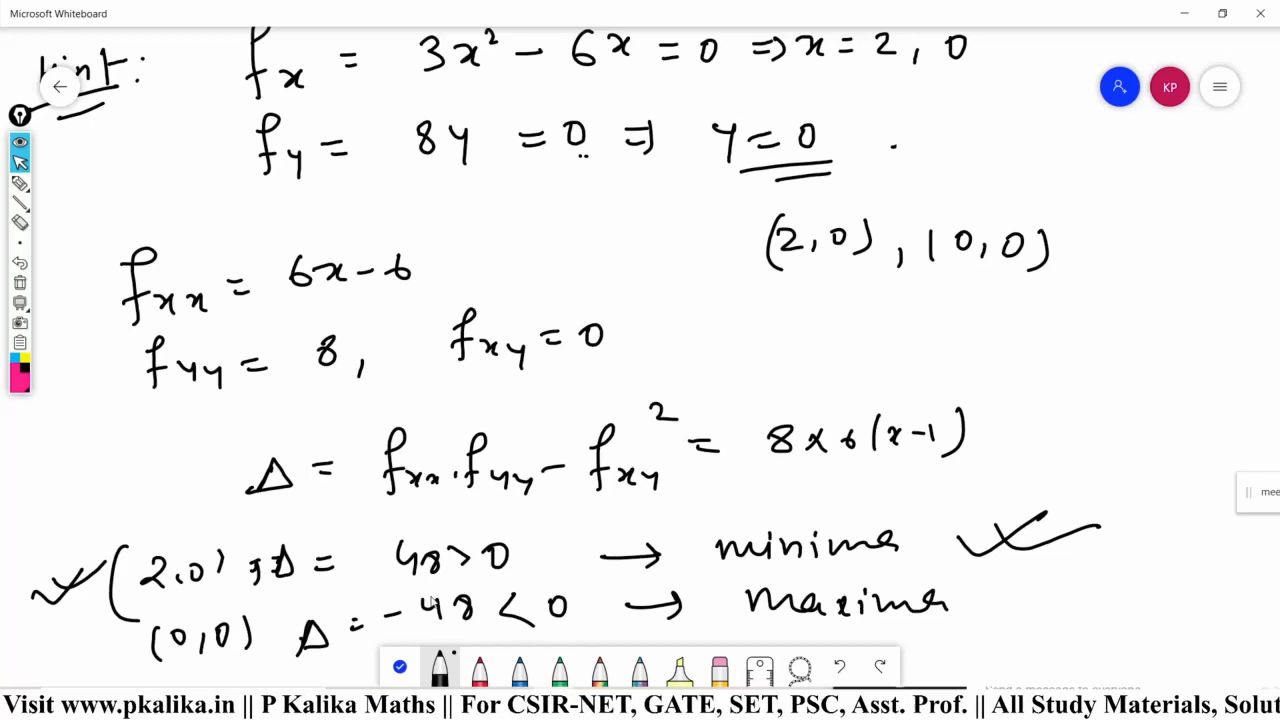 Microsoft Whiteboard
Hint:
fx = 3x² - 6x = 0 => x = 2, 0
KP
fy = 8y = 0 => y = 0
(2,0), (0,0)
fxx = 6x - 6
fyy = 8, fxy = 0
Δ = fxx . fyy - fxy² = 8 × 6(x-1)
mee
(2,0), Δ = 48 > 0 → minima
(0,0) Δ = -48 < 0 → maxima
Visit www.pkalika.in || P Kalika Maths || For CSIR-NET, GATE, SET, PSC, Asst. Prof. || All Study Materials, Solu